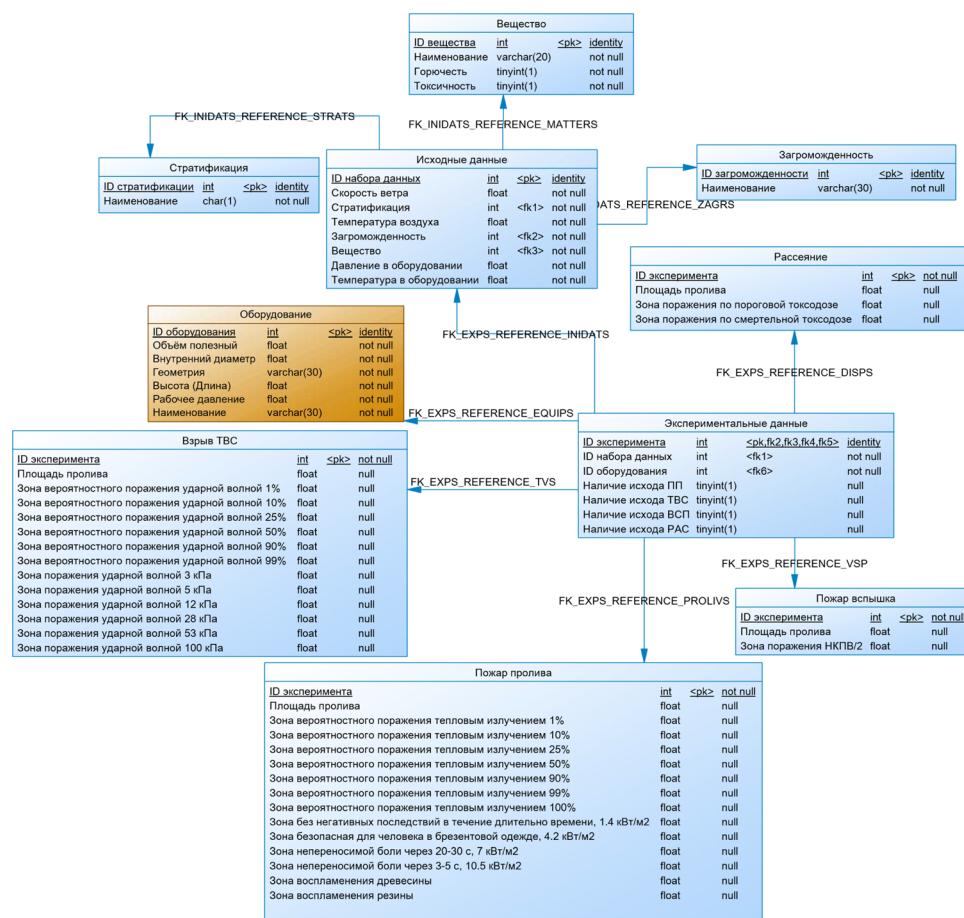 Вещество
ID вещества int <pk> identity
Наименование varchar(20) not null
Горючесть tinyint(1) not null
Токсичность tinyint(1) not null
FK_INIDATS_REFERENCE_STRATS
FK_INIDATS_REFERENCE_MATTERS
Стратификация
ID стратификации int <pk> identity
Наименование char(1) not null
Исходные данные
ID набора данных int <pk> identity
Скорость ветра float not null
Стратификация int <fk1> not null
Температура воздуха float not null
Загроможденность int <fk2> not null
Вещество int <fk3> not null
Давление в оборудовании float not null
Температура в оборудовании float not null
DATS_REFERENCE_ZAGRS
Загроможденность
ID загроможденности int <pk> identity
Наименование varchar(30) not null
Рассеяние
ID эксперимента int <pk> not null
Площадь пролива float null
Зона поражения по пороговой токсодозе float null
Зона поражения по смертельной токсодозе float null
Оборудование
ID оборудования int <pk> identity
Объём полезный float not null
Внутренний диаметр float not null
Геометрия varchar(30) not null
Высота (Длина) float not null
Рабочее давление float not null
Наименование varchar(30) not null
FK_EXPS_REFERENCE_INIDATS
FK_EXPS_REFERENCE_DISPS
FK_EXPS_REFERENCE_EQUIPS
Экспериментальные данные
ID эксперимента int <pk,fk2,fk3,fk4,fk5> identity
ID набора данных int <fk1> not null
ID оборудования int <fk6> not null
Наличие исхода ПП tinyint(1) null
Наличие исхода ТВС tinyint(1) null
Наличие исхода ВСП tinyint(1) null
Наличие исхода РАС tinyint(1) null
Взрыв ТВС
ID эксперимента int <pk> not null
Площадь пролива float null
Зона вероятностного поражения ударной волной 1% float null
Зона вероятностного поражения ударной волной 10% float null
Зона вероятностного поражения ударной волной 25% float null
Зона вероятностного поражения ударной волной 50% float null
Зона вероятностного поражения ударной волной 90% float null
Зона вероятностного поражения ударной волной 99% float null
Зона поражения ударной волной 3 кПа float null
Зона поражения ударной волной 5 кПа float null
Зона поражения ударной волной 12 кПа float null
Зона поражения ударной волной 28 кПа float null
Зона поражения ударной волной 53 кПа float null
Зона поражения ударной волной 100 кПа float null
FK_EXPS_REFERENCE_TVS
FK_EXPS_REFERENCE_VSP
FK_EXPS_REFERENCE_PROLIVS
Пожар вспышка
ID эксперимента int <pk> not null
Площадь пролива float null
Зона поражения НКПВ/2 float null
Пожар пролива
ID эксперимента int <pk> not null
Площадь пролива float null
Зона вероятностного поражения тепловым излучением 1% float null
Зона вероятностного поражения тепловым излучением 10% float null
Зона вероятностного поражения тепловым излучением 25% float null
Зона вероятностного поражения тепловым излучением 50% float null
Зона вероятностного поражения тепловым излучением 90% float null
Зона вероятностного поражения тепловым излучением 99% float null
Зона вероятностного поражения тепловым излучением 100% float null
Зона без негативных последствий в течение длительно времени, 1.4 кВт/м2 float null
Зона безопасная для человека в брезентовой одежде, 4.2 кВт/м2 float null
Зона непереносимой боли через 20-30 с, 7 кВт/м2 float null
Зона непереносимой боли через 3-5 с, 10.5 кВт/м2 float null
Зона воспламенения древесины float null
Зона воспламенения резины float null